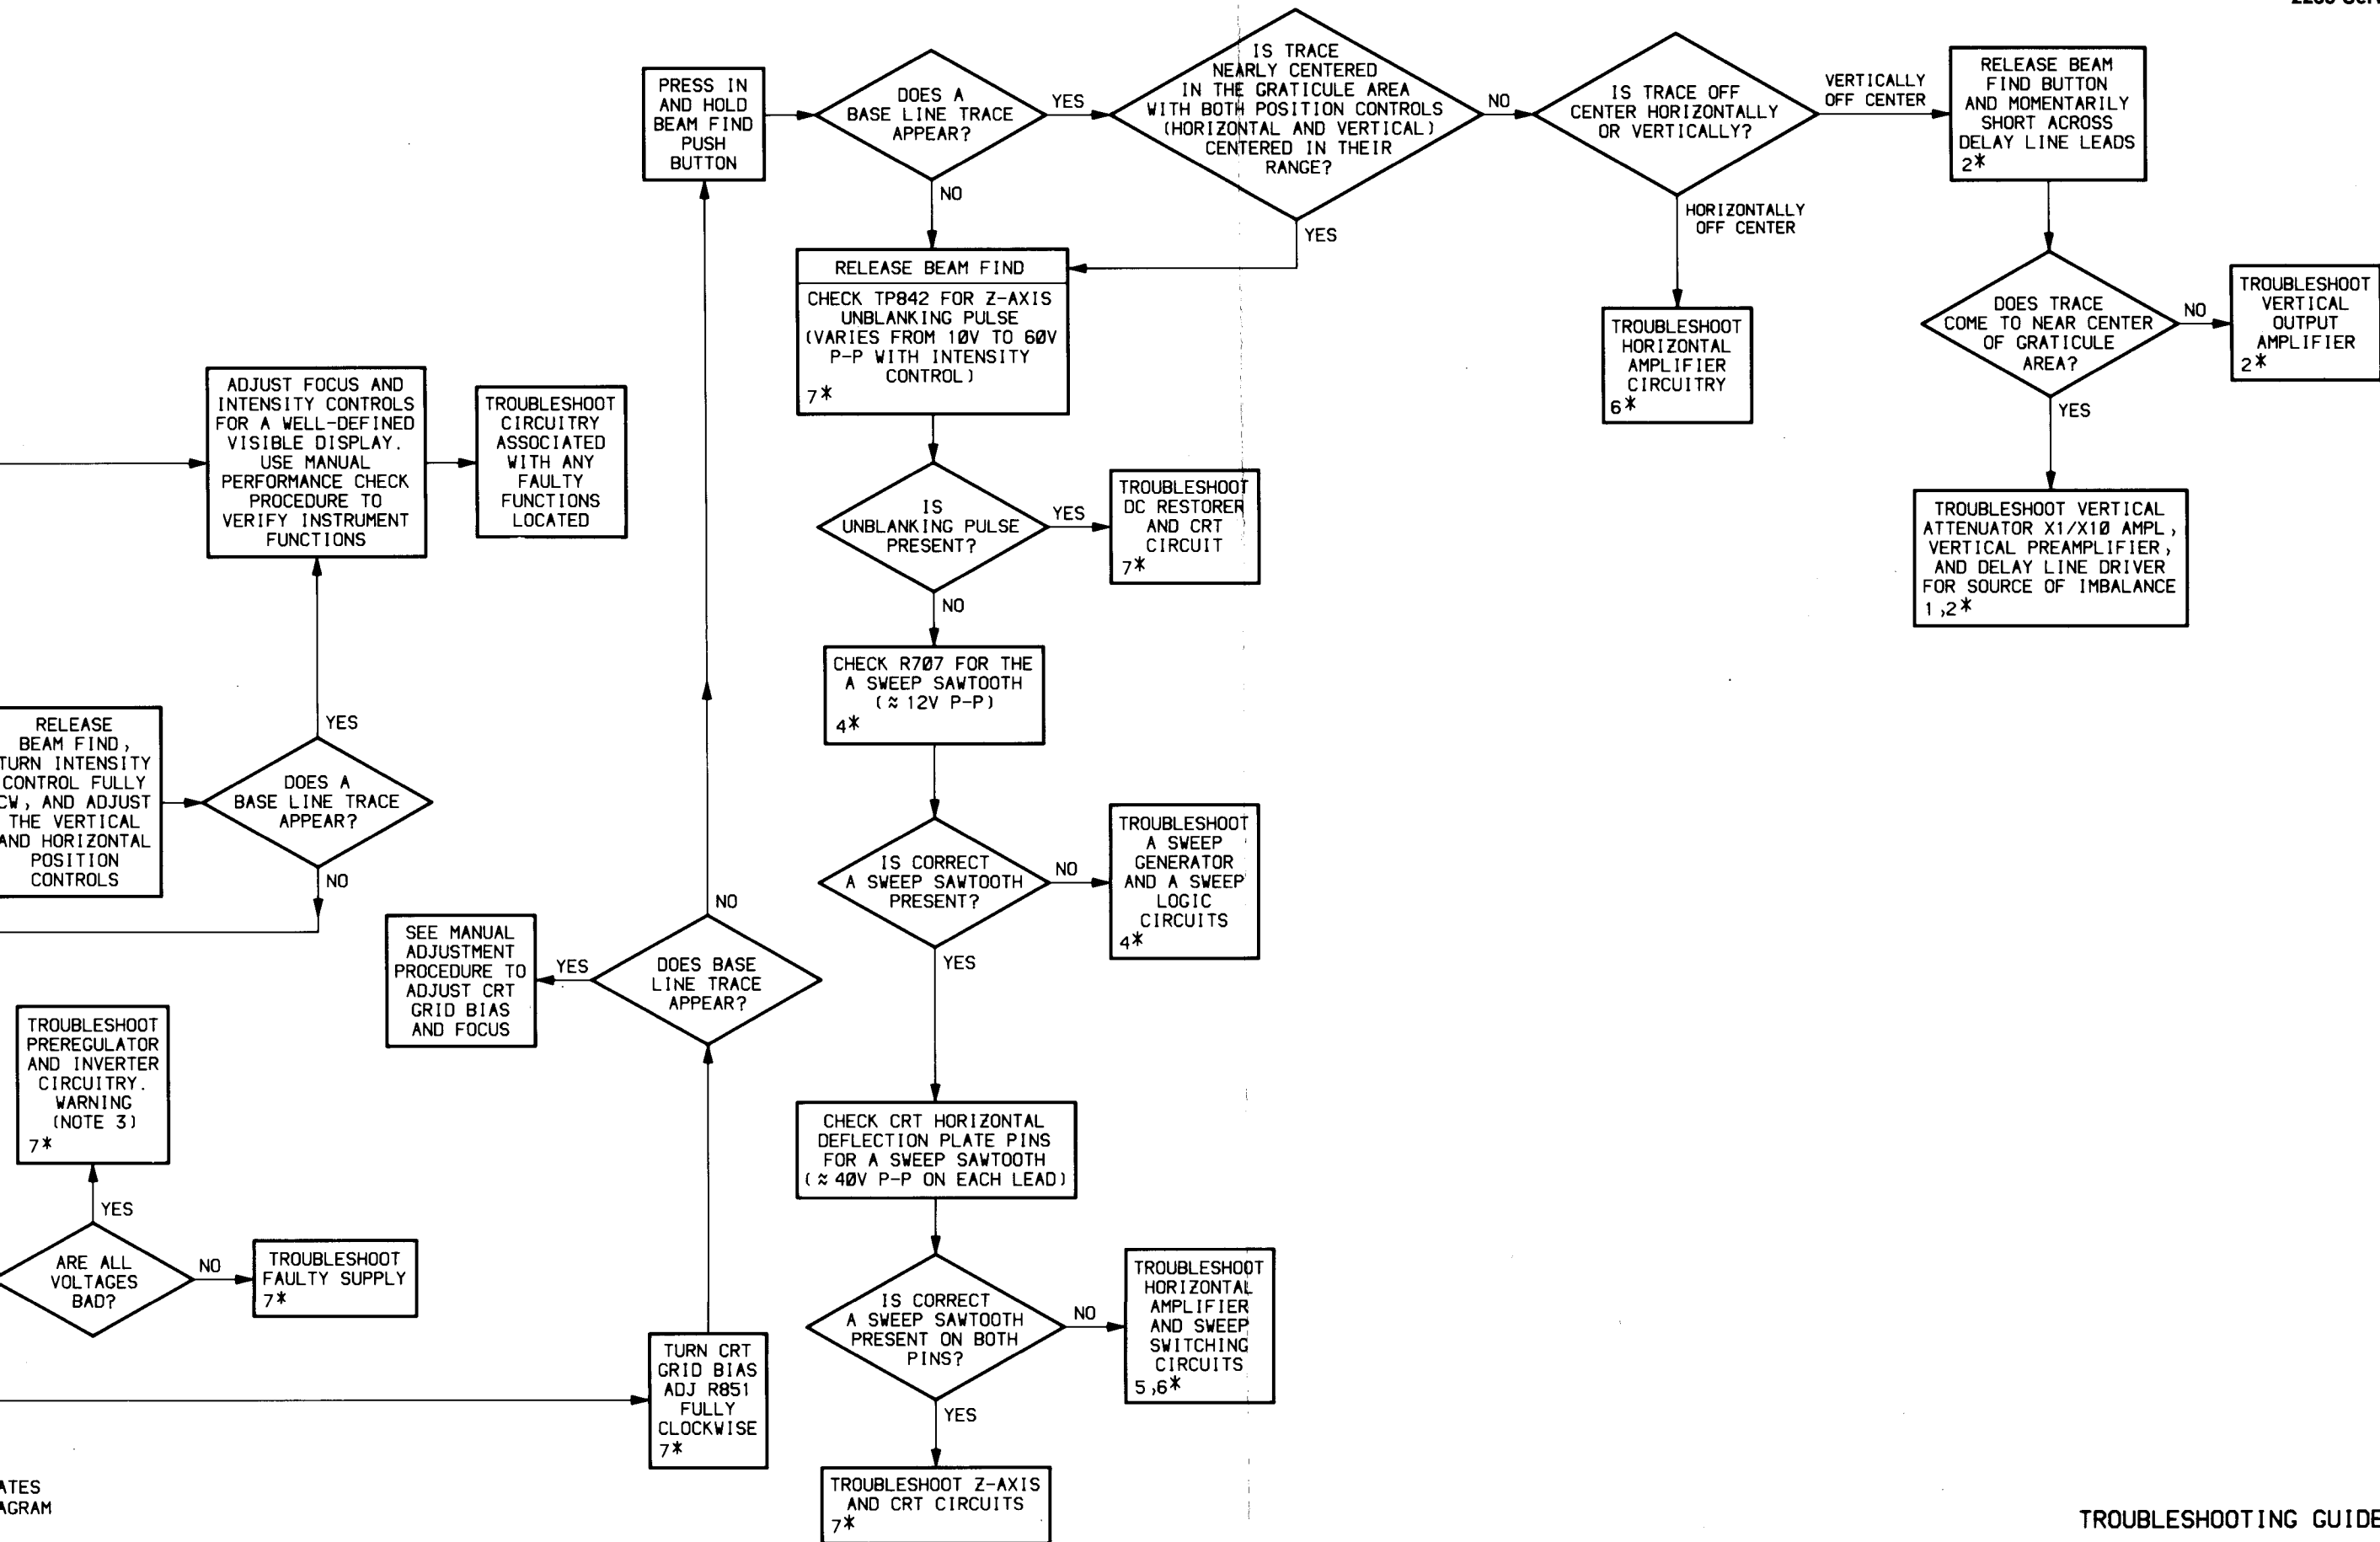 PRESS IN
AND HOLD
BEAM FIND
PUSH
BUTTON
DOES A
BASE LINE TRACE
APPEAR?
YES
NO
IS TRACE
NEARLY CENTERED
IN THE GRATICULE AREA
WITH BOTH POSITION CONTROLS
(HORIZONTAL AND VERTICAL)
CENTERED IN THEIR
RANGE?
NO
YES
IS TRACE OFF
CENTER HORIZONTALLY
OR VERTICALLY?
VERTICALLY
OFF CENTER
HORIZONTALLY
OFF CENTER
RELEASE BEAM
FIND BUTTON
AND MOMENTARILY
SHORT ACROSS
DELAY LINE LEADS
2*
RELEASE BEAM FIND
CHECK TP842 FOR Z-AXIS
UNBLANKING PULSE
(VARIES FROM 10V TO 60V
P-P WITH INTENSITY
CONTROL)
7*
TROUBLESHOOT
HORIZONTAL
AMPLIFIER
CIRCUITRY
6*
DOES TRACE
COME TO NEAR CENTER
OF GRATICULE
AREA?
NO
YES
TROUBLESHOOT
VERTICAL
OUTPUT
AMPLIFIER
2*
ADJUST FOCUS AND
INTENSITY CONTROLS
FOR A WELL-DEFINED
VISIBLE DISPLAY.
USE MANUAL
PERFORMANCE CHECK
PROCEDURE TO
VERIFY INSTRUMENT
FUNCTIONS
TROUBLESHOOT
CIRCUITRY
ASSOCIATED
WITH ANY
FAULTY
FUNCTIONS
LOCATED
IS
UNBLANKING PULSE
PRESENT?
YES
NO
TROUBLESHOOT
DC RESTORER
AND CRT
CIRCUIT
7*
TROUBLESHOOT VERTICAL
ATTENUATOR X1/X10 AMPL,
VERTICAL PREAMPLIFIER,
AND DELAY LINE DRIVER
FOR SOURCE OF IMBALANCE
1,2*
CHECK R707 FOR THE
A SWEEP SAWTOOTH
(≈ 12V P-P)
4*
RELEASE
BEAM FIND,
TURN INTENSITY
CONTROL FULLY
CW, AND ADJUST
THE VERTICAL
AND HORIZONTAL
POSITION
CONTROLS
YES
DOES A
BASE LINE TRACE
APPEAR?
NO
IS CORRECT
A SWEEP SAWTOOTH
PRESENT?
NO
YES
TROUBLESHOOT
A SWEEP
GENERATOR
AND A SWEEP
LOGIC
CIRCUITS
4*
SEE MANUAL
ADJUSTMENT
PROCEDURE TO
ADJUST CRT
GRID BIAS
AND FOCUS
YES
NO
DOES BASE
LINE TRACE
APPEAR?
TROUBLESHOOT
PREREGULATOR
AND INVERTER
CIRCUITRY.
WARNING
(NOTE 3)
7*
YES
ARE ALL
VOLTAGES
BAD?
NO
TROUBLESHOOT
FAULTY SUPPLY
7*
CHECK CRT HORIZONTAL
DEFLECTION PLATE PINS
FOR A SWEEP SAWTOOTH
(≈ 40V P-P ON EACH LEAD)
IS CORRECT
A SWEEP SAWTOOTH
PRESENT ON BOTH
PINS?
NO
YES
TROUBLESHOOT
HORIZONTAL
AMPLIFIER
AND SWEEP
SWITCHING
CIRCUITS
5,6*
TURN CRT
GRID BIAS
ADJ R851
FULLY
CLOCKWISE
7*
TROUBLESHOOT Z-AXIS
AND CRT CIRCUITS
7*
ATES
AGRAM
TROUBLESHOOTING GUIDE